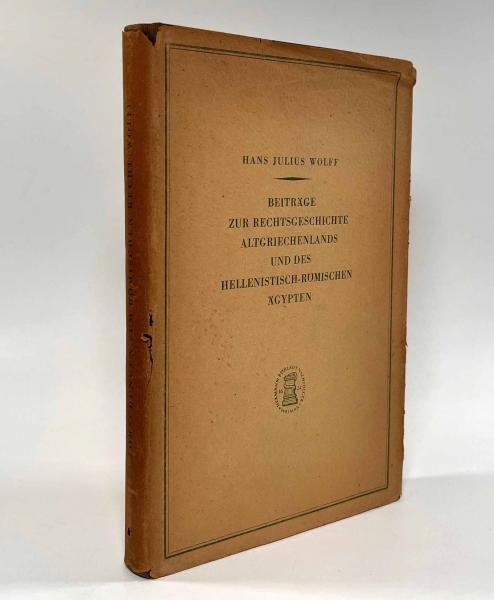 HANS JULIUS WOLFF
BEITRÄGE
ZUR RECHTSGESCHICHTE
ALTGRIECHENLANDS
UND DES
HELLENISTISCH-RÖMISCHEN
ÄGYPTEN